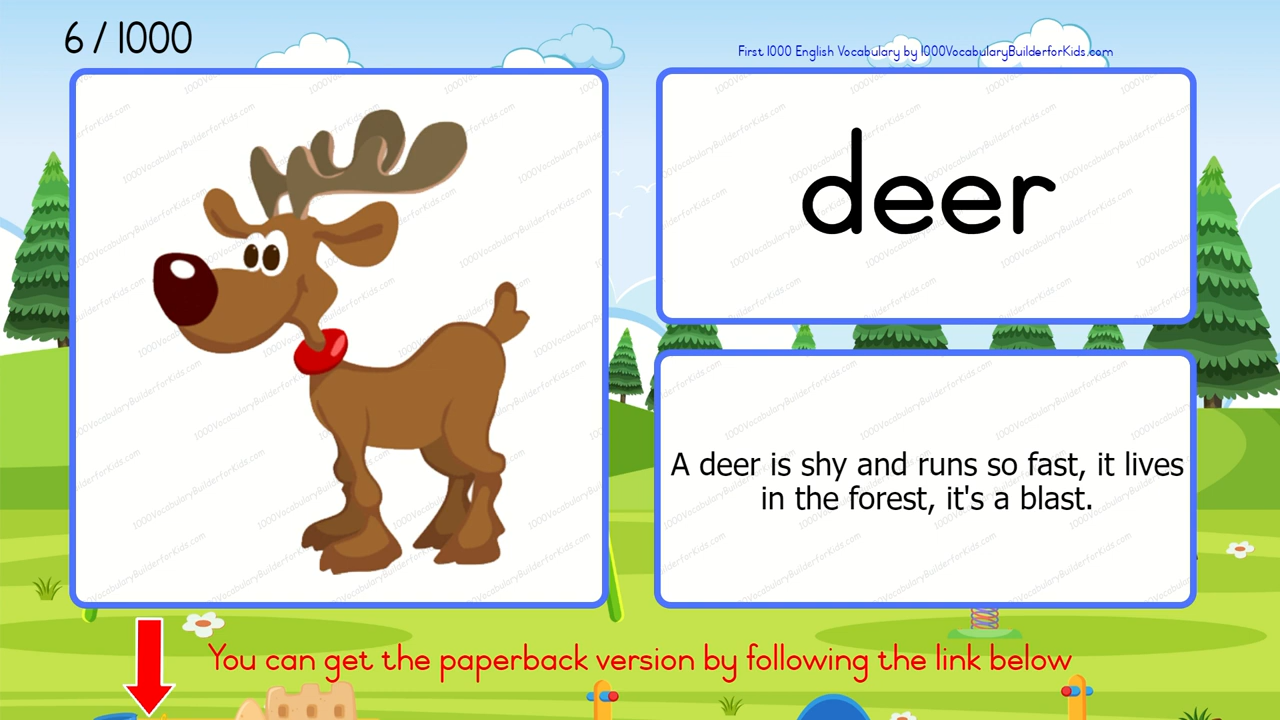 6 / 1000
First 1000 English Vocabulary by 1000VocabularyBuilderforKids.com
deer
A deer is shy and runs so fast, it lives
in the forest, it's a blast.
You can get the paperback version by following the link below